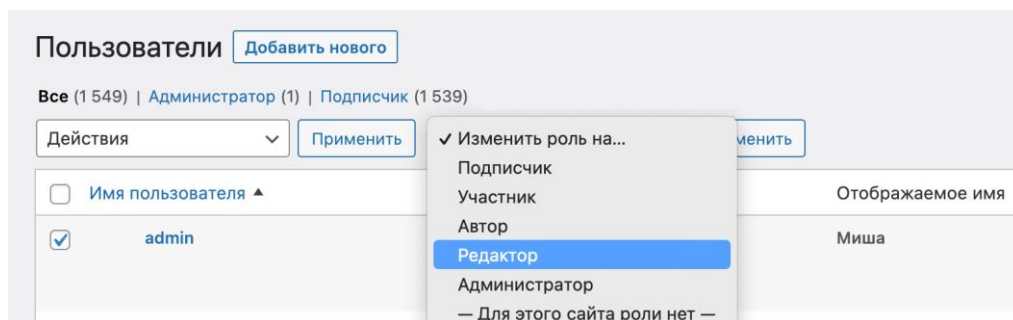 Пользователи Добавить нового
Все (1 549) | Администратор (1) | Подписчик (1 539)
Действия Применить ✓ Изменить роль на... менить
Подписчик
Имя пользователя ▲ Участник Отображаемое имя
Автор
admin Миша
Редактор
Администратор
— Для этого сайта роли нет —